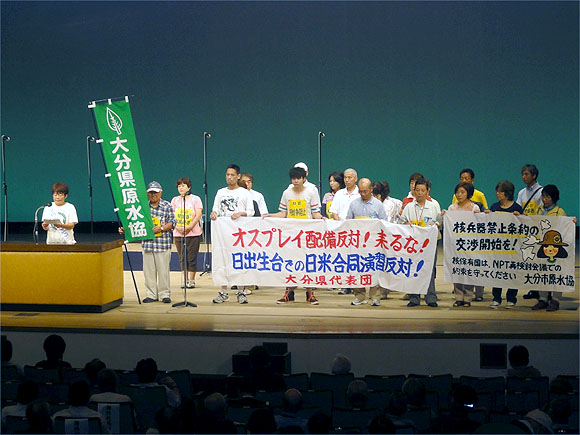 大分県原水協
オスプレイ配備反対！来るな！
日出生台での日米合同演習反対！
大分県代表団
核兵器禁止条約の
交渉開始を！
核保有国は、NPT再検討会議での
約束を守ってください
大分市原水協